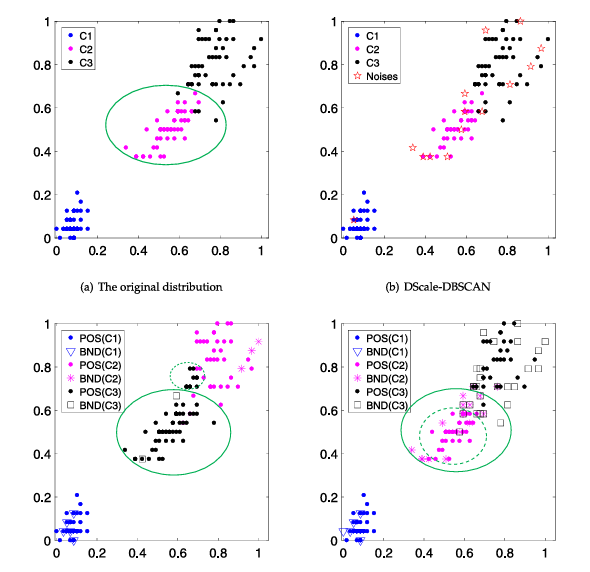 1
0.8
0.6
0.4
0.2
0
0 0.2 0.4 0.6 0.8 1
C1
C2
C3
(a) The original distribution
1
0.8
0.6
0.4
0.2
0
0 0.2 0.4 0.6 0.8 1
C1
C2
C3
Noises
(b) DScale-DBSCAN
1
0.8
0.6
0.4
0.2
0
0 0.2 0.4 0.6 0.8 1
POS(C1)
BND(C1)
POS(C2)
BND(C2)
POS(C3)
BND(C3)
1
0.8
0.6
0.4
0.2
0
0 0.2 0.4 0.6 0.8 1
POS(C1)
BND(C1)
POS(C2)
BND(C2)
POS(C3)
BND(C3)